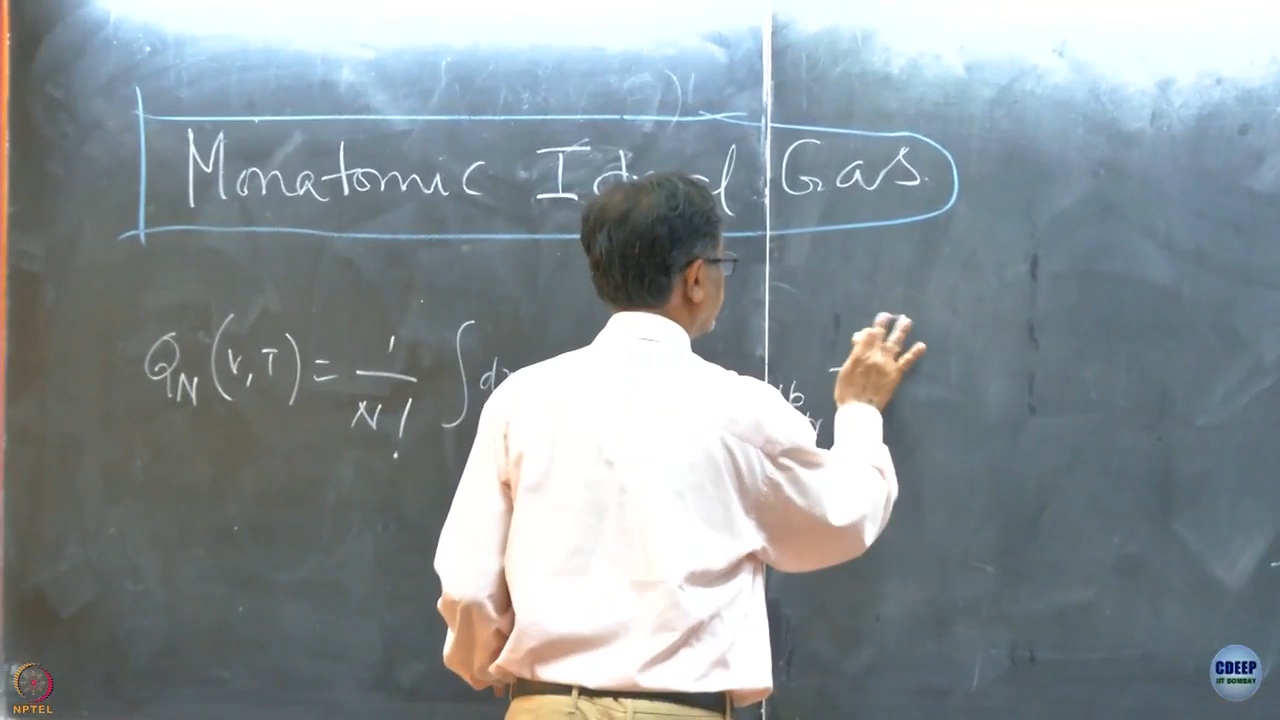 Monatomic Ideal Gas
Q_N (V, T) = 1/N! ∫ d
NPTEL
CDEEP
IIT BOMBAY